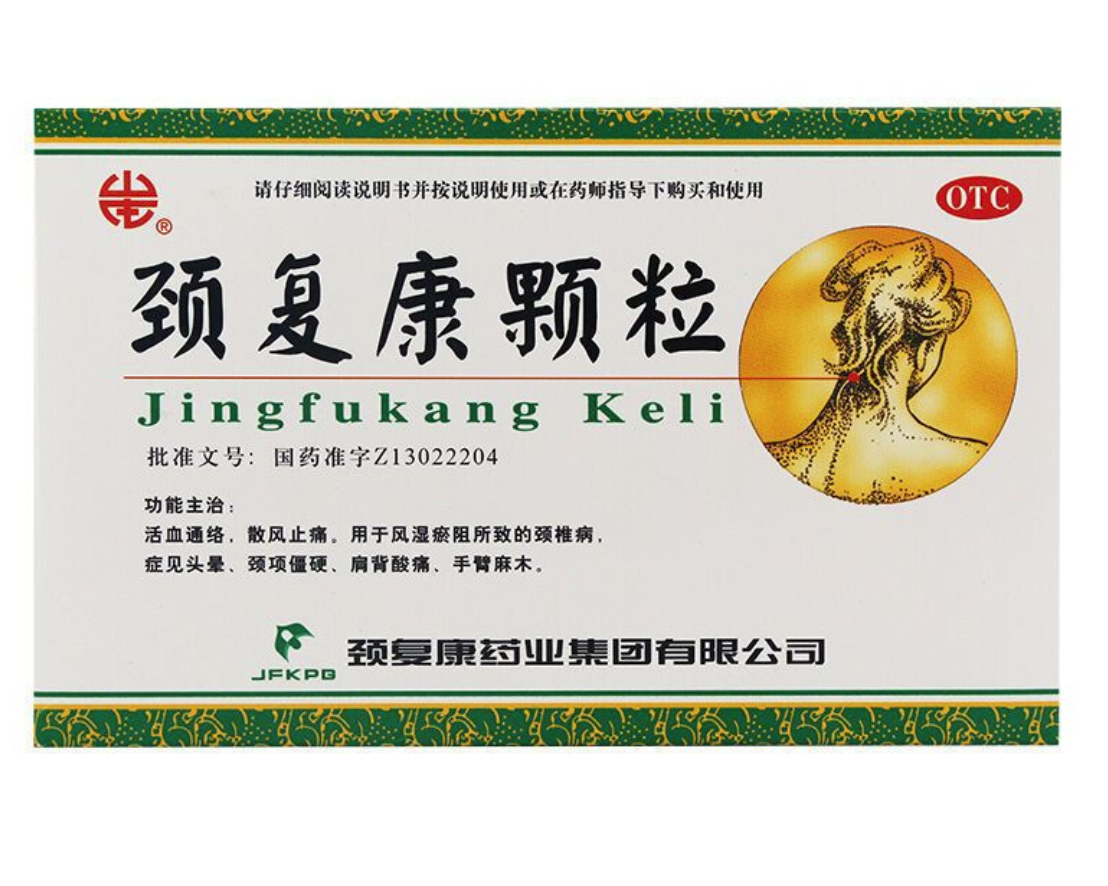 请仔细阅读说明书并按说明使用或在药师指导下购买和使用
OTC
®
颈复康颗粒
Jingfukang Keli
批准文号：国药准字Z13022204
功能主治：
活血通络，散风止痛。用于风湿瘀阻所致的颈椎病，
症见头晕、颈项僵硬、肩背酸痛、手臂麻木。
JFKPG
颈复康药业集团有限公司